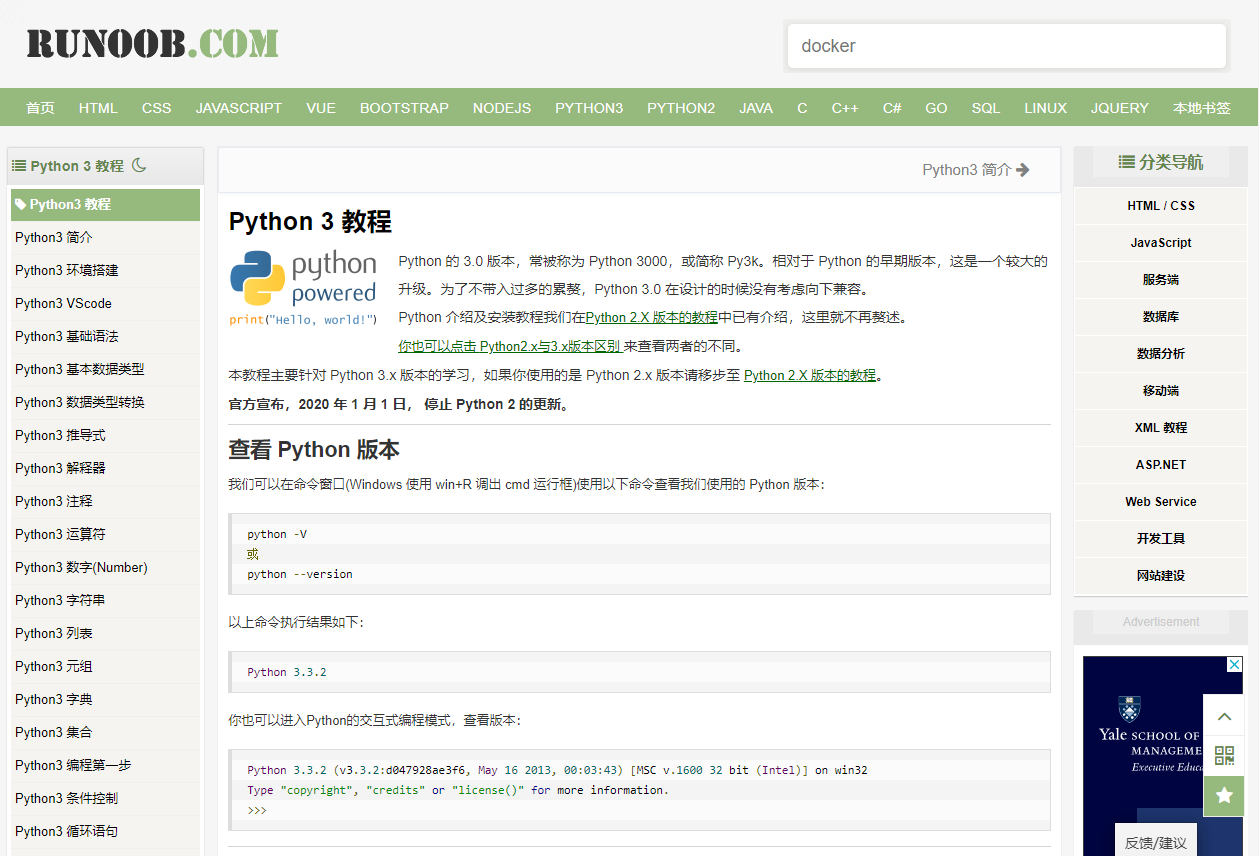 RUNOOB.COM
docker
首页 HTML CSS JAVASCRIPT VUE BOOTSTRAP NODEJS PYTHON3 PYTHON2 JAVA C C++ C# GO SQL LINUX JQUERY 本地书签
Python 3 教程
Python3 教程
Python3 简介
Python3 环境搭建
Python3 VScode
Python3 基础语法
Python3 基本数据类型
Python3 数据类型转换
Python3 推导式
Python3 解释器
Python3 注释
Python3 运算符
Python3 数字(Number)
Python3 字符串
Python3 列表
Python3 元组
Python3 字典
Python3 集合
Python3 编程第一步
Python3 条件控制
Python3 循环语句
Python3 简介
Python 3 教程
python
powered
print("Hello, world!")
Python 的 3.0 版本，常被称为 Python 3000，或简称 Py3k。相对于 Python 的早期版本，这是一个较大的
升级。为了不带入过多的累赘，Python 3.0 在设计的时候没有考虑向下兼容。
Python 介绍及安装教程我们在Python 2.X 版本的教程中已有介绍，这里就不再赘述。
你也可以点击 Python2.x与3.x版本区别 来查看两者的不同。
本教程主要针对 Python 3.x 版本的学习，如果你使用的是 Python 2.x 版本请移步至 Python 2.X 版本的教程。
官方宣布，2020 年 1 月 1 日， 停止 Python 2 的更新。
查看 Python 版本
我们可以在命令窗口(Windows 使用 win+R 调出 cmd 运行框)使用以下命令查看我们使用的 Python 版本：
python -V
或
python --version
以上命令执行结果如下：
Python 3.3.2
你也可以进入Python的交互式编程模式，查看版本：
Python 3.3.2 (v3.3.2:d047928ae3f6, May 16 2013, 00:03:43) [MSC v.1600 32 bit (Intel)] on win32
Type "copyright", "credits" or "license()" for more information.
>>>
分类导航
HTML / CSS
JavaScript
服务端
数据库
数据分析
移动端
XML 教程
ASP.NET
Web Service
开发工具
网站建设
Advertisement
Yale SCHOOL OF
MANAGEME
Executive Educa
反馈/建议